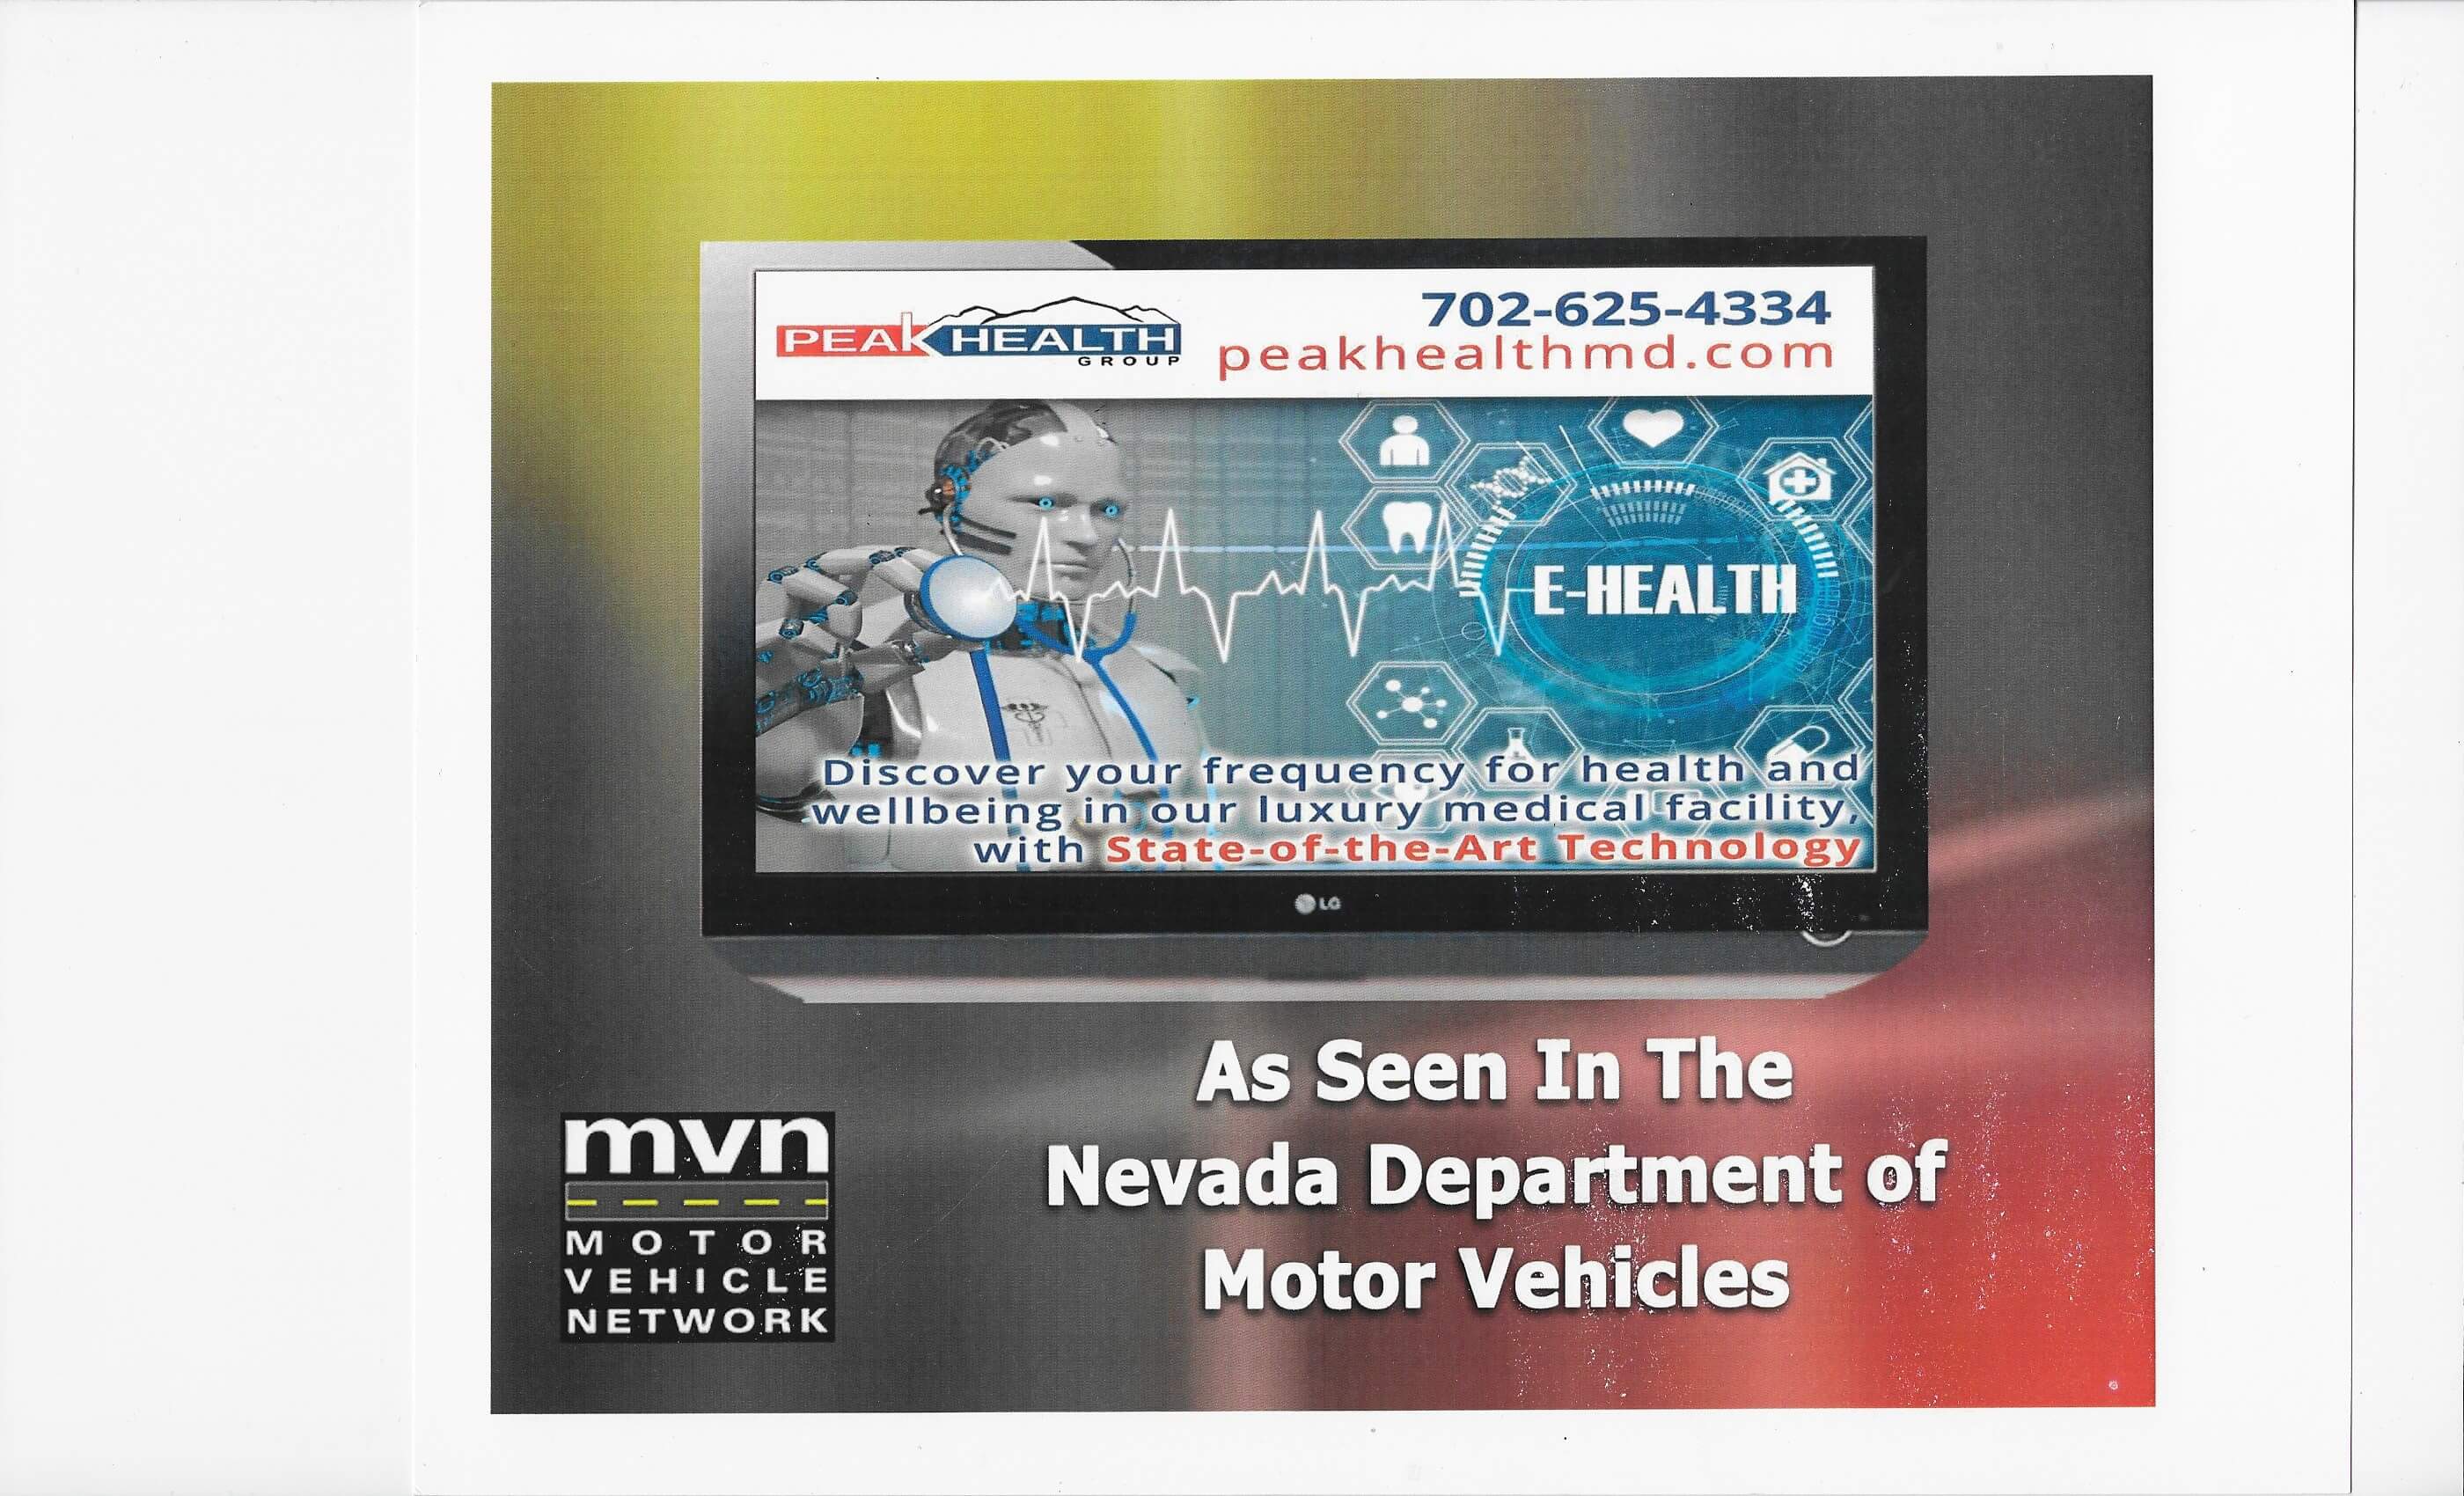 PEAK HEALTH
GROUP
702-625-4334
peakhealthmd.com
E-HEALTH
Discover your frequency for health and
wellbeing in our luxury medical facility,
with State-of-the-Art Technology
LG
As Seen In The
Nevada Department of
Motor Vehicles
mvn
MOTOR
VEHICLE
NETWORK